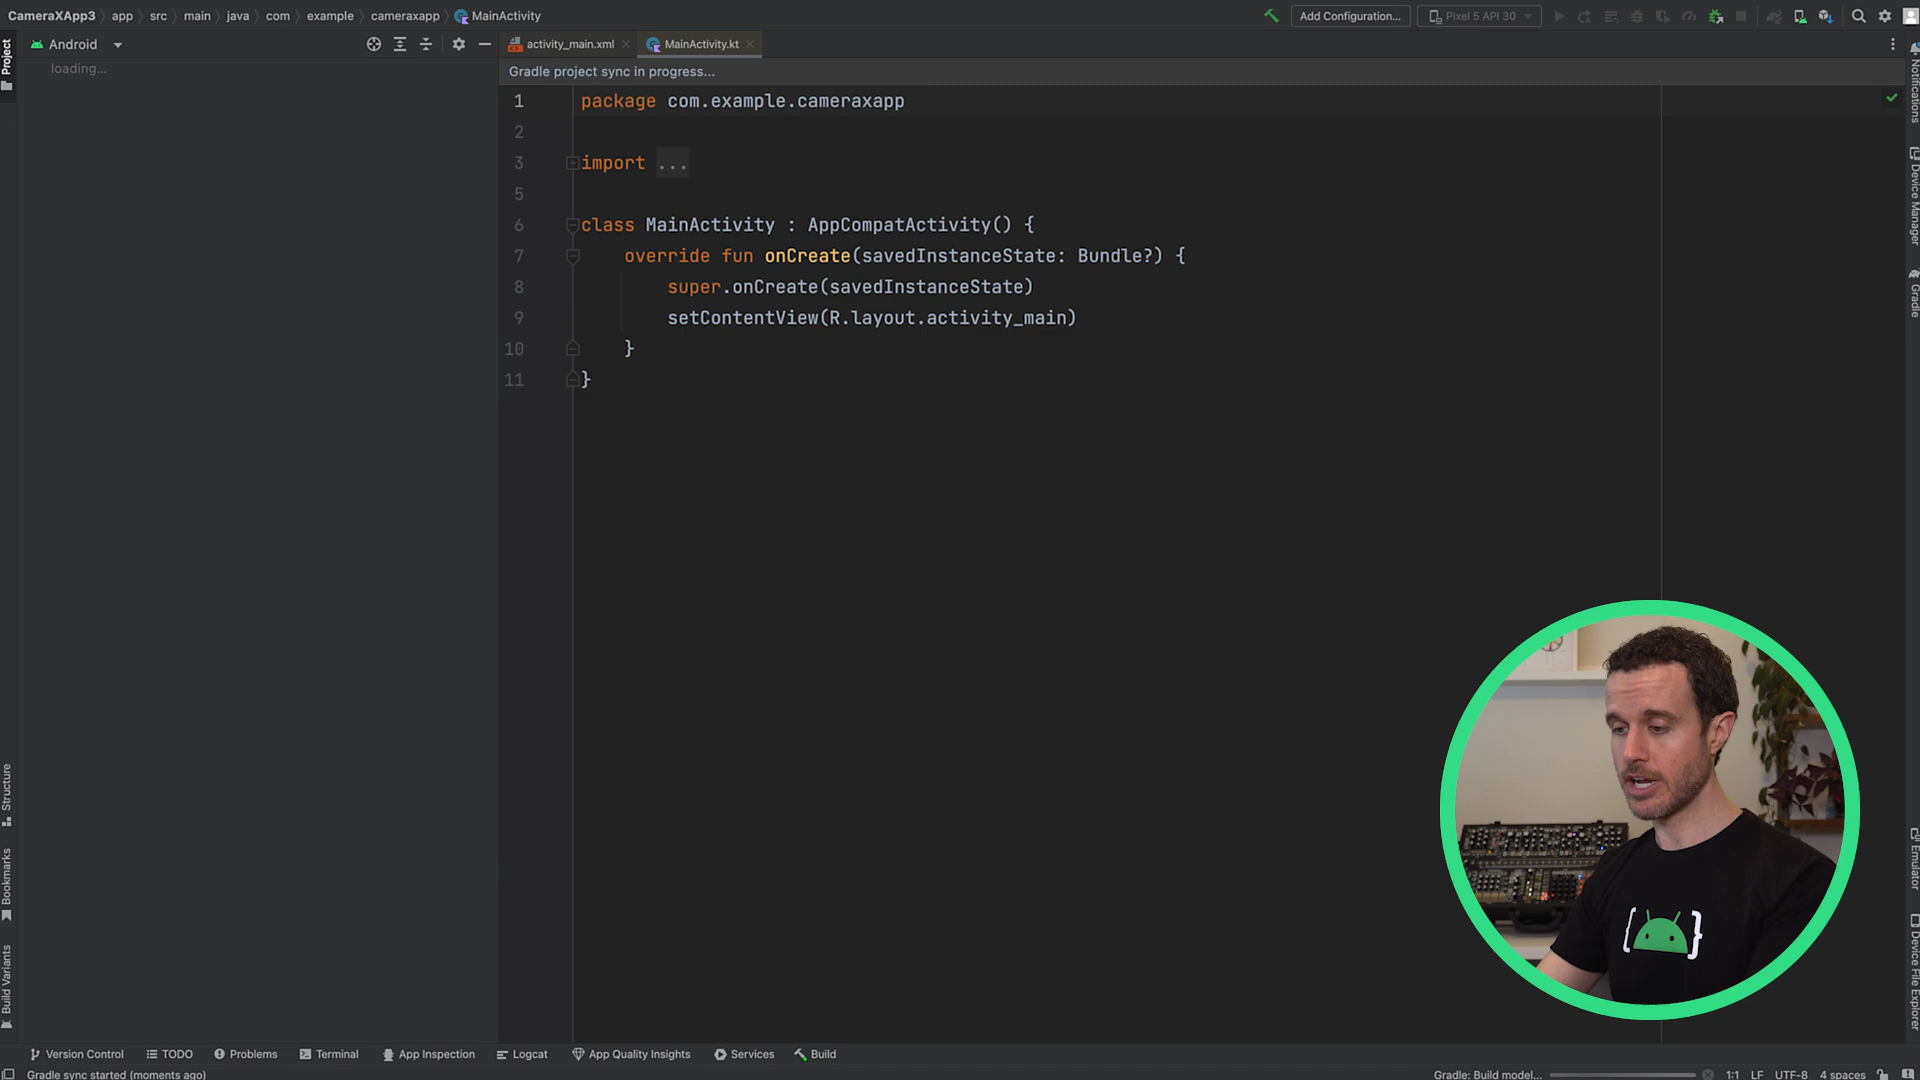 CameraXApp3 app src main java com example cameraxapp MainActivity
Add Configuration...
Pixel 5 API 30
Project
Android
loading...
activity_main.xml
MainActivity.kt
Gradle project sync in progress...
1 package com.example.cameraxapp
2
3 import ...
5
6 class MainActivity : AppCompatActivity() {
7 override fun onCreate(savedInstanceState: Bundle?) {
8 super.onCreate(savedInstanceState)
9 setContentView(R.layout.activity_main)
10 }
11 }
Notifications
Device Manager
Gradle
Emulator
Device File Explorer
Structure
Bookmarks
Build Variants
Version Control TODO Problems Terminal App Inspection Logcat App Quality Insights Services Build
Gradle sync started (moments ago)
Gradle: Build model... 1:1 LF UTF-8 4 spaces